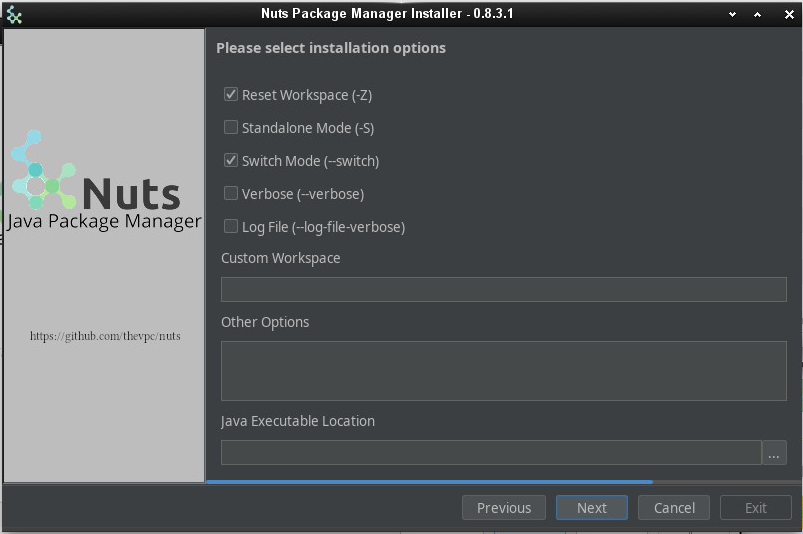 Nuts Package Manager Installer - 0.8.3.1
Please select installation options
Reset Workspace (-Z)
Standalone Mode (-S)
Switch Mode (--switch)
Verbose (--verbose)
Log File (--log-file-verbose)
Custom Workspace
Other Options
Java Executable Location
...
Nuts
Java Package Manager
https://github.com/thevpc/nuts
Previous
Next
Cancel
Exit